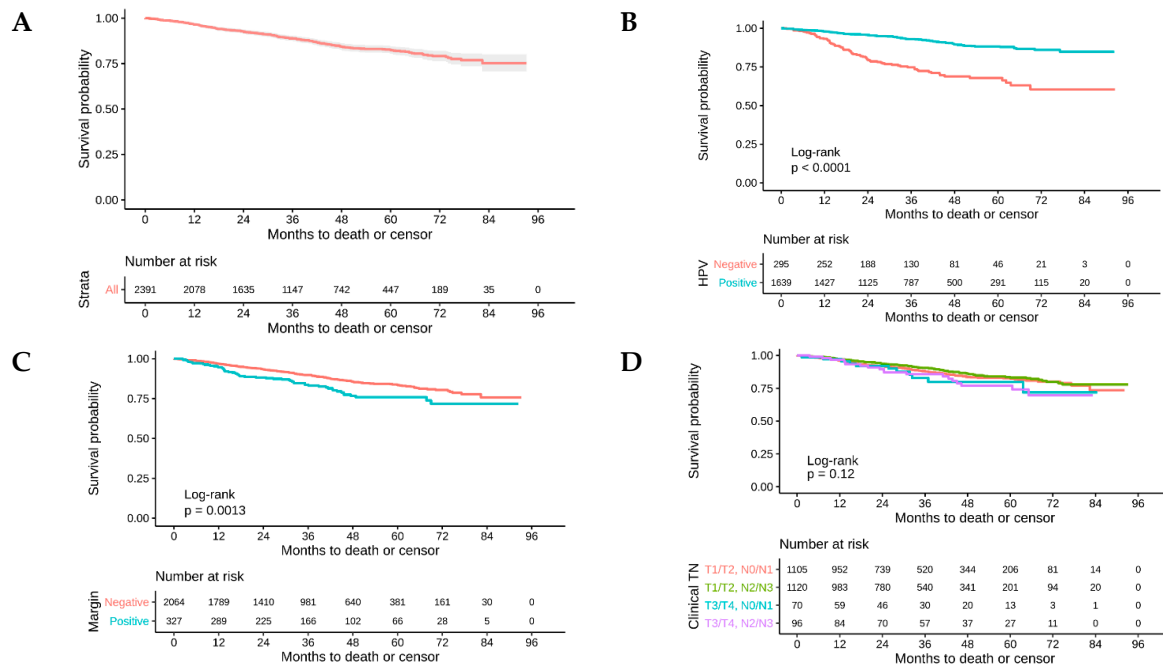 A
1.00
0.75
0.50
0.25
0.00
Survival probability
0 12 24 36 48 60 72 84 96
Months to death or censor
Number at risk
Strata
All 2391 2078 1635 1147 742 447 189 35 0
0 12 24 36 48 60 72 84 96
Months to death or censor
B
1.00
0.75
0.50
0.25
0.00
Survival probability
Log-rank
p < 0.0001
0 12 24 36 48 60 72 84 96
Months to death or censor
Number at risk
HPV
Negative 295 252 188 130 81 46 21 3 0
Positive 1639 1427 1125 787 500 291 115 20 0
0 12 24 36 48 60 72 84 96
Months to death or censor
C
1.00
0.75
0.50
0.25
0.00
Survival probability
Log-rank
p = 0.0013
0 12 24 36 48 60 72 84 96
Months to death or censor
Number at risk
Margin
Negative 2064 1789 1410 981 640 381 161 30 0
Positive 327 289 225 166 102 66 28 5 0
0 12 24 36 48 60 72 84 96
Months to death or censor
D
1.00
0.75
0.50
0.25
0.00
Survival probability
Log-rank
p = 0.12
0 12 24 36 48 60 72 84 96
Months to death or censor
Number at risk
Clinical TN
T1/T2, N0/N1 1105 952 739 520 344 206 81 14 0
T1/T2, N2/N3 1120 983 780 540 341 201 94 20 0
T3/T4, N0/N1 70 59 46 30 20 13 3 1 0
T3/T4, N2/N3 96 84 70 57 37 27 11 0 0
0 12 24 36 48 60 72 84 96
Months to death or censor